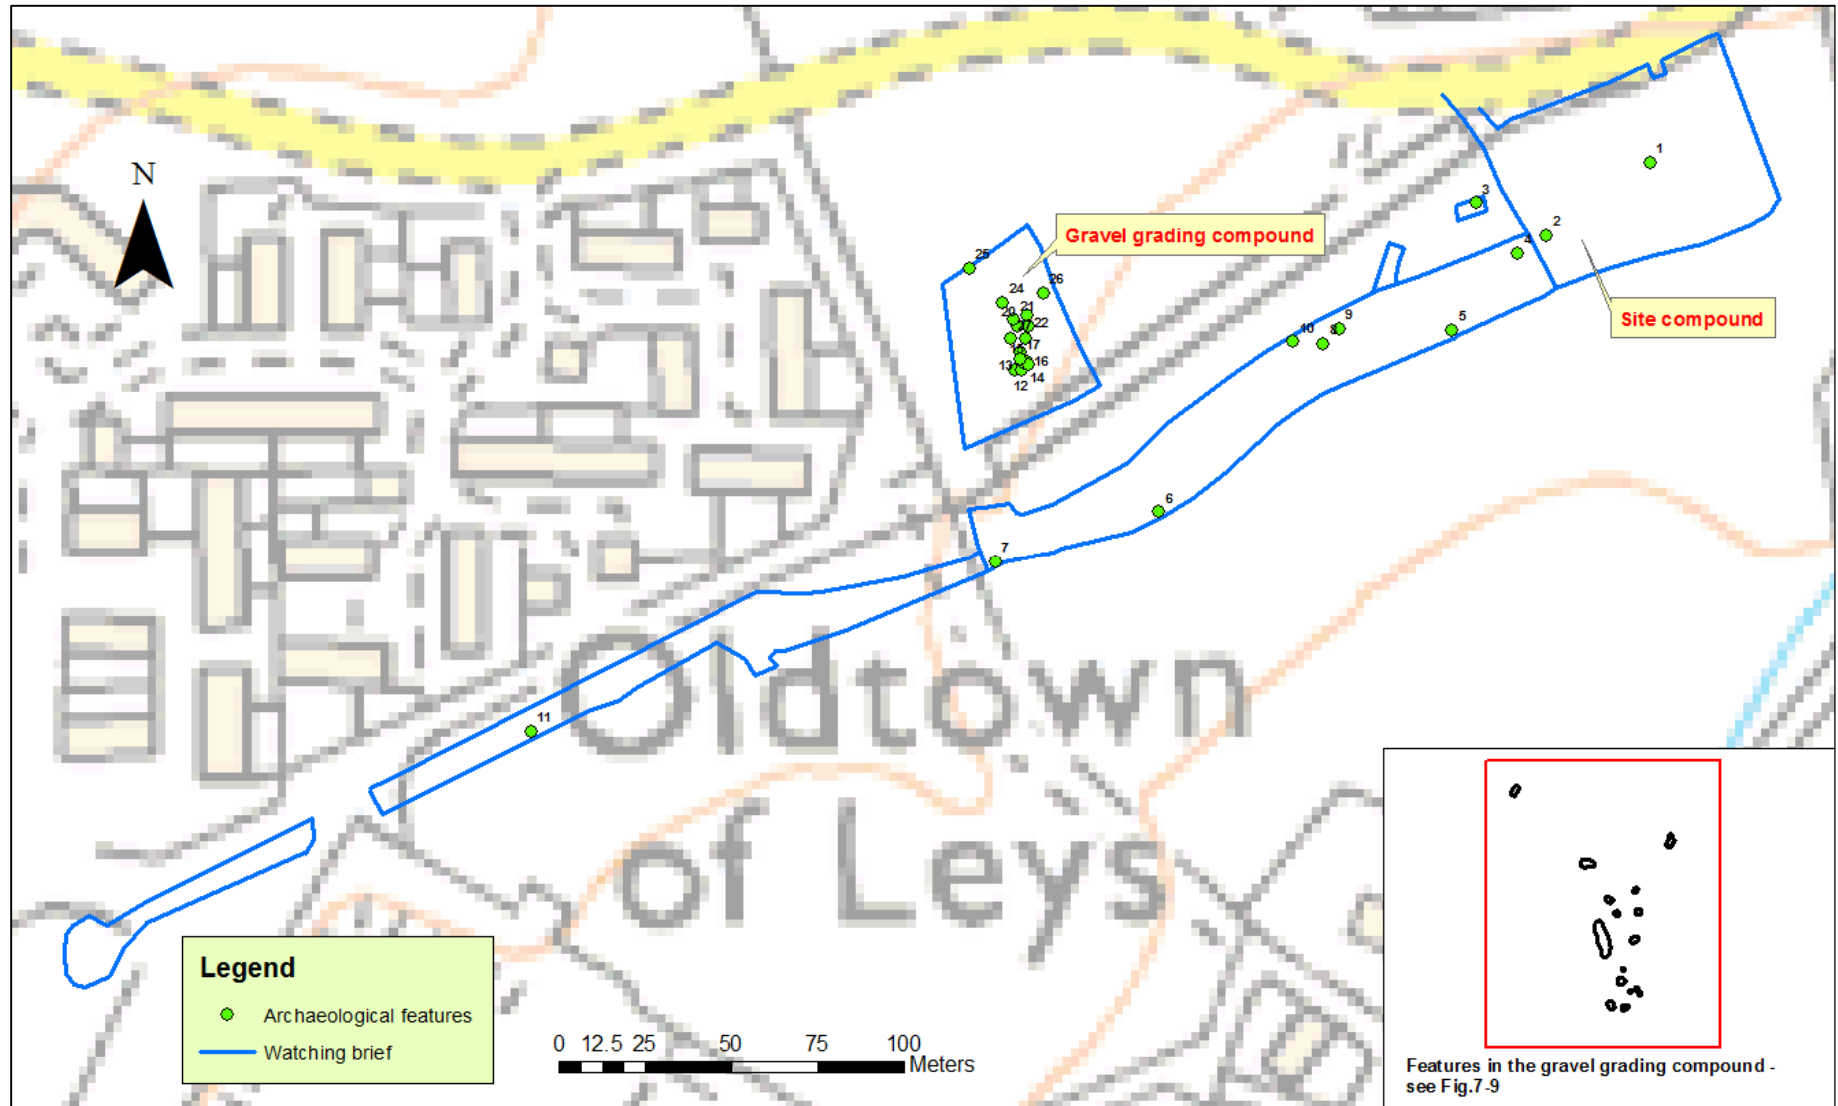 N
1
3
2
Gravel grading compound
4
25
26
24
Site compound
21
20
22
9
5
10
8
17
13
16
14
12
6
7
11
Oldtown
of Leys
Legend
Archaeological features
Watching brief
0 12.5 25 50 75 100
Meters
Features in the gravel grading compound -
see Fig.7-9